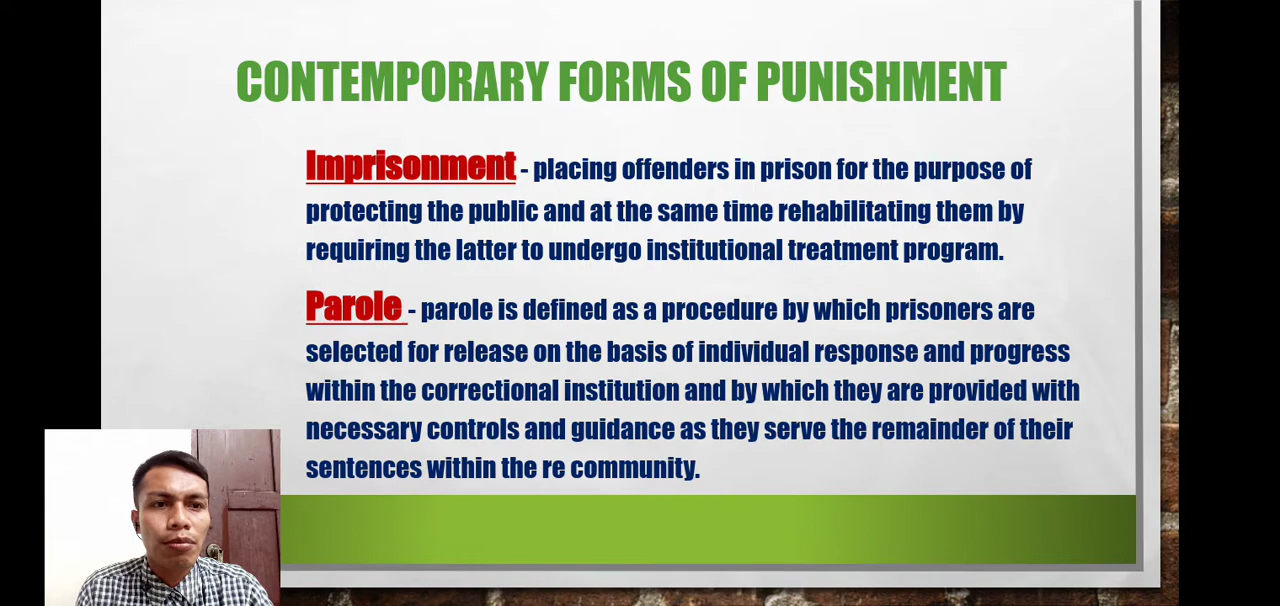 CONTEMPORARY FORMS OF PUNISHMENT
Imprisonment - placing offenders in prison for the purpose of
protecting the public and at the same time rehabilitating them by
requiring the latter to undergo institutional treatment program.
Parole - parole is defined as a procedure by which prisoners are
selected for release on the basis of individual response and progress
within the correctional institution and by which they are provided with
necessary controls and guidance as they serve the remainder of their
sentences within the re community.